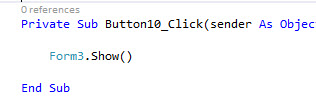 0 references
Private Sub Button10_Click(sender As Objec
Form3.Show()
End Sub